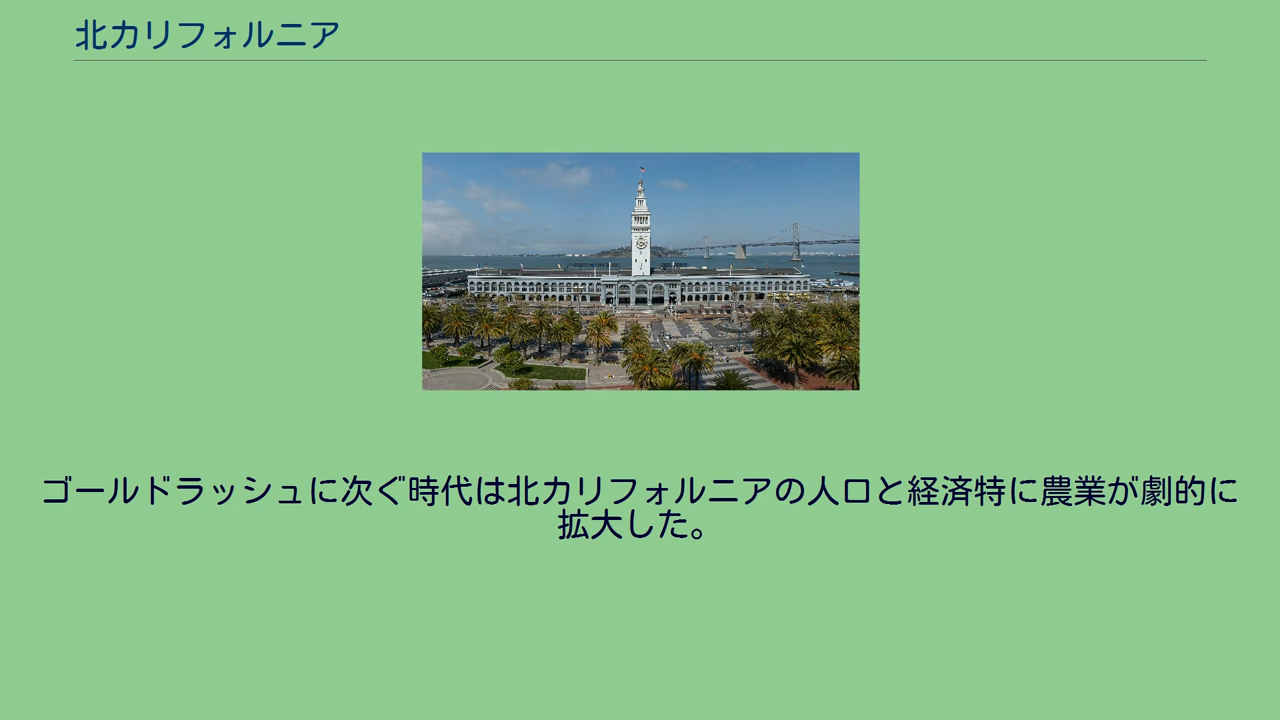 北カリフォルニア
ゴールドラッシュに次ぐ時代は北カリフォルニアの人口と経済特に農業が劇的に
拡大した。